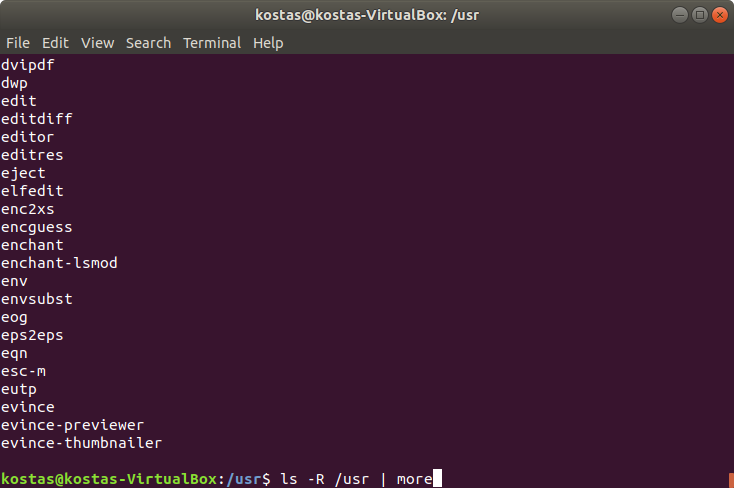 kostas@kostas-VirtualBox: /usr
File Edit View Search Terminal Help
dvipdf
dwp
edit
editdiff
editor
editres
eject
elfedit
enc2xs
encguess
enchant
enchant-lsmod
env
envsubst
eog
eps2eps
eqn
esc-m
eutp
evince
evince-previewer
evince-thumbnailer
kostas@kostas-VirtualBox:/usr$ ls -R /usr | more